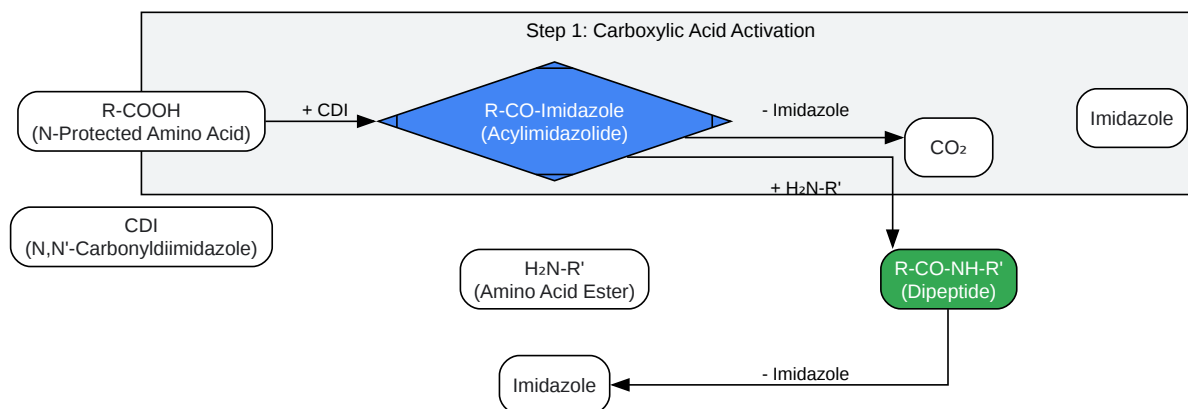 Step 1: Carboxylic Acid Activation
R-COOH
(N-Protected Amino Acid)
+ CDI
R-CO-Imidazole
(Acylimidazolide)
- Imidazole
CO₂
Imidazole
+ H₂N-R'
CDI
(N,N'-Carbonyldiimidazole)
H₂N-R'
(Amino Acid Ester)
R-CO-NH-R'
(Dipeptide)
Imidazole
- Imidazole